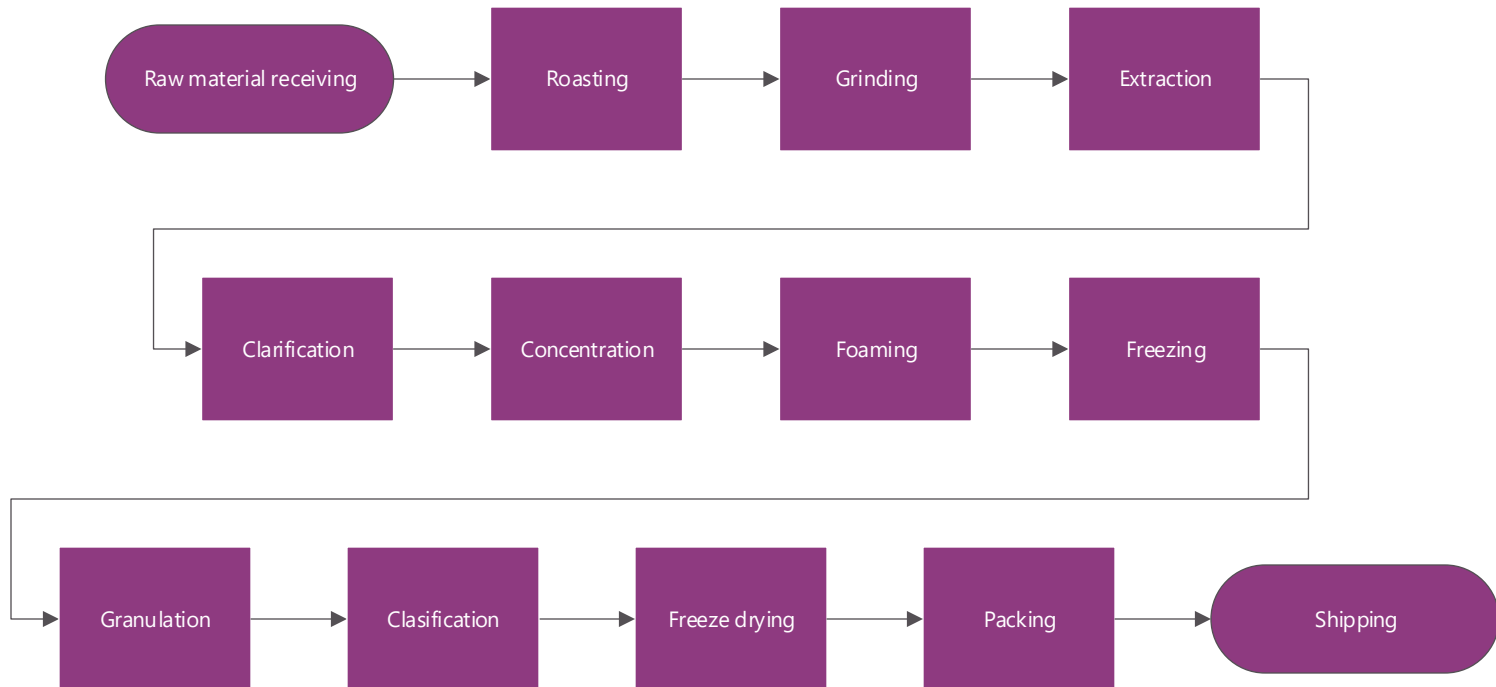 Raw material receiving
Roasting
Grinding
Extraction
Clarification
Concentration
Foaming
Freezing
Granulation
Clasification
Freeze drying
Packing
Shipping